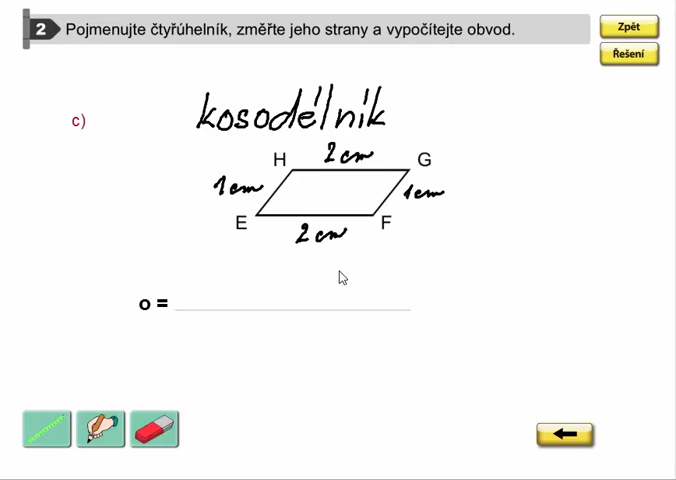 2 Pojmenujte čtyřúhelník, změřte jeho strany a vypočítejte obvod.
Zpět
Řešení
c)
kosodélník
H 2 cm G
1 cm 1 cm
E F
2 cm
o =